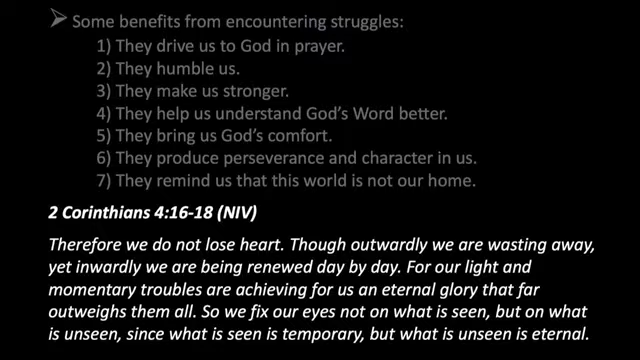 ➢ Some benefits from encountering struggles:
1) They drive us to God in prayer.
2) They humble us.
3) They make us stronger.
4) They help us understand God's Word better.
5) They bring us God's comfort.
6) They produce perseverance and character in us.
7) They remind us that this world is not our home.
2 Corinthians 4:16-18 (NIV)
Therefore we do not lose heart. Though outwardly we are wasting away,
yet inwardly we are being renewed day by day. For our light and
momentary troubles are achieving for us an eternal glory that far
outweighs them all. So we fix our eyes not on what is seen, but on what
is unseen, since what is seen is temporary, but what is unseen is eternal.